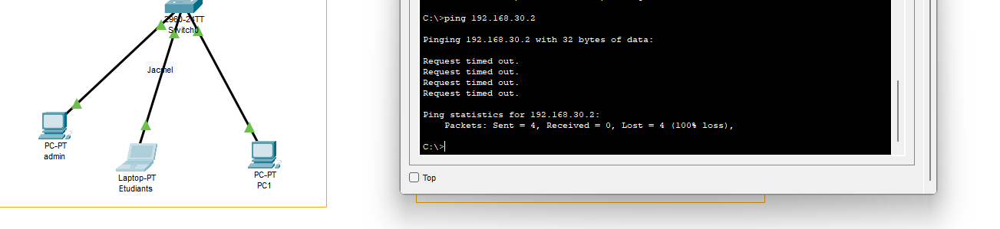 2960-24TT
Switch0
Jacmel
PC-PT
admin
Laptop-PT
Etudiants
PC-PT
PC1
C:\>ping 192.168.30.2
Pinging 192.168.30.2 with 32 bytes of data:
Request timed out.
Request timed out.
Request timed out.
Request timed out.
Ping statistics for 192.168.30.2:
Packets: Sent = 4, Received = 0, Lost = 4 (100% loss),
C:\>
Top